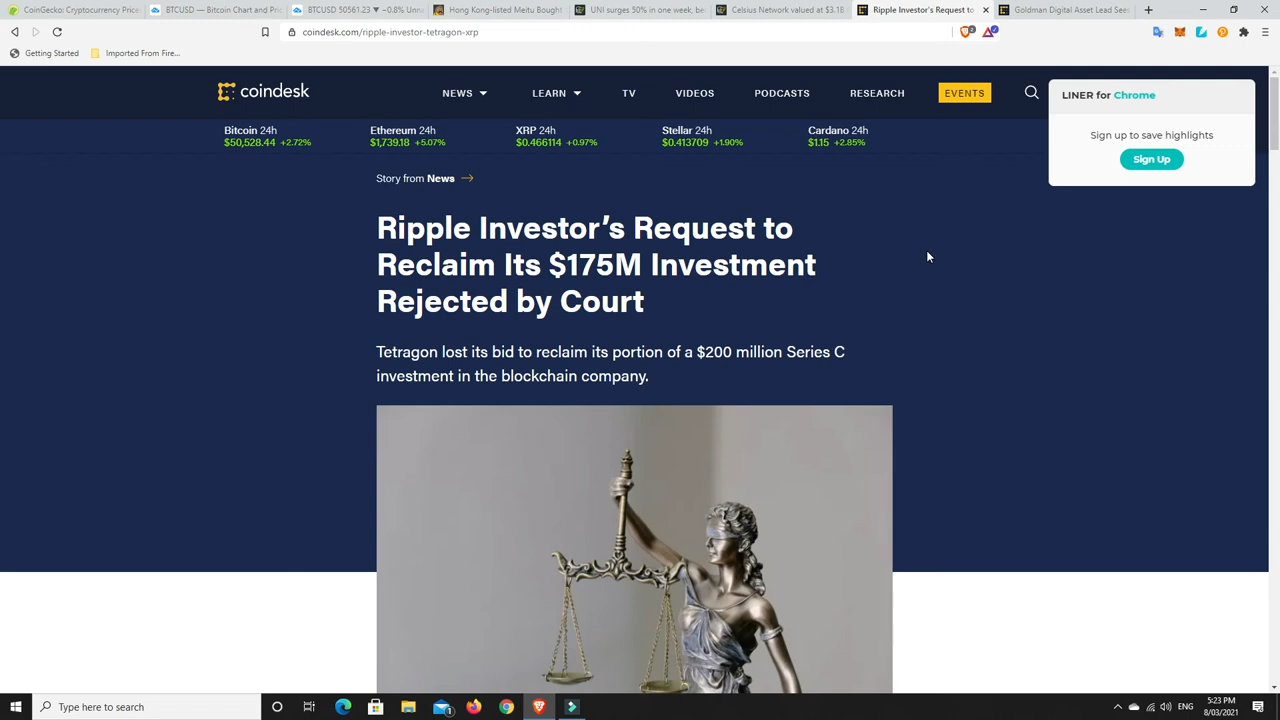 CoinGecko: Cryptocurrency Price
BTCUSD — Bitcoin Chart and Pri
BTCUSD 50561.23 ▼ −0.8% Unna
Hong Kong-listed Meitu Bought
UNI surges 50% in one week, be
Celsius Network valued at $3.1B
Ripple Investor's Request to
Goldman Digital Asset Lead Sees
coindesk.com/ripple-investor-tetragon-xrp
Getting Started
Imported From Fire...
coindesk
NEWS
LEARN
TV
VIDEOS
PODCASTS
RESEARCH
EVENTS
LINER for Chrome
Sign up to save highlights
Sign Up
Bitcoin 24h
$50,528.44 +2.72%
Ethereum 24h
$1,739.18 +5.07%
XRP 24h
$0.466114 +0.97%
Stellar 24h
$0.413709 +1.90%
Cardano 24h
$1.15 +2.85%
Story from News
Ripple Investor's Request to
Reclaim Its $175M Investment
Rejected by Court
Tetragon lost its bid to reclaim its portion of a $200 million Series C
investment in the blockchain company.
Type here to search
ENG
5:23 PM
8/03/2021